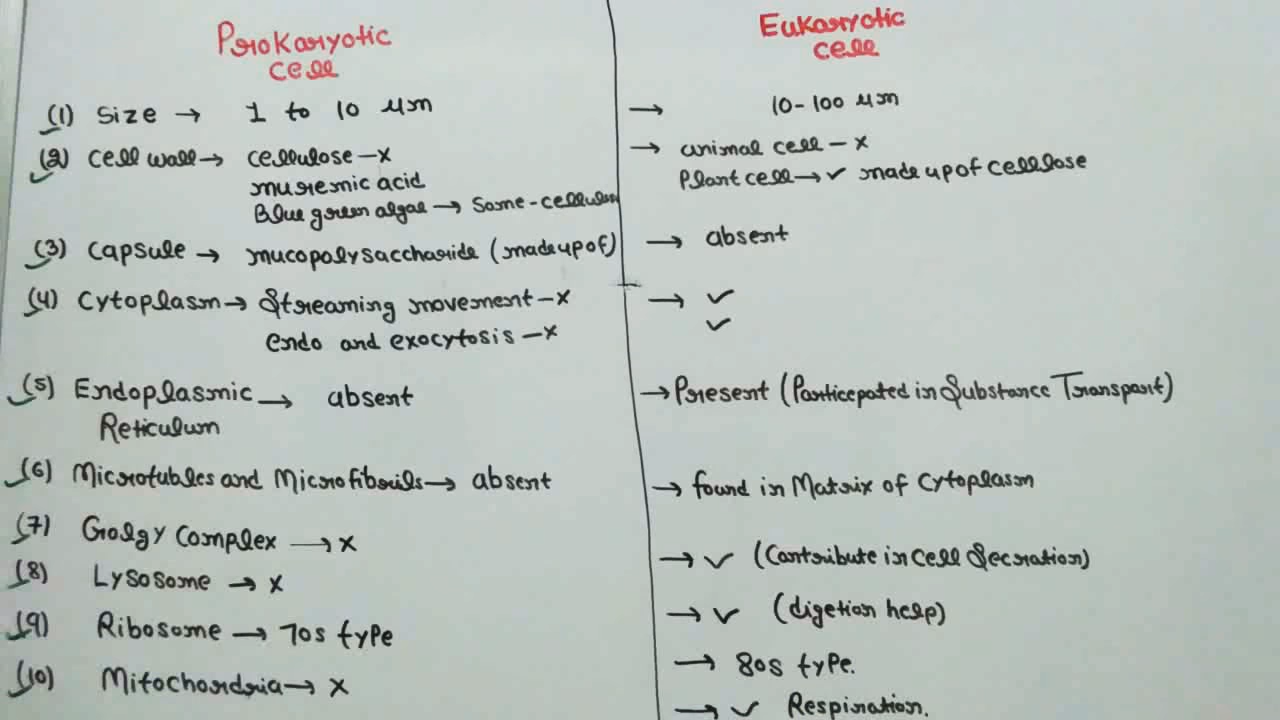 Prokaryotic
cell
Eukaryotic
cell
(1) Size → 1 to 10 μm
→ 10-100 μm
(2) cell wall → cellulose - x
muremic acid
Blue green algae → Some - cellulose
→ animal cell - x
Plant cell → ✓ made up of cellelose
(3) capsule → mucopolysaccharide (made up of)
→ absent
(4) Cytoplasm → Streaming movement - x
endo and exocytosis - x
→ ✓
✓
(5) Endoplasmic → absent
Reticulum
→ Present (Particepated in Substance Transport)
(6) Microtubles and Microfibrils → absent
→ found in Matrix of Cytoplasm
(7) Golgy Complex → x
→ ✓ (Contribute in cell Secration)
(8) Lysosome → x
→ ✓ (digetion help)
(9) Ribosome → 70s type
→ 80s type.
(10) Mitochondria → x
→ ✓ Respiration.